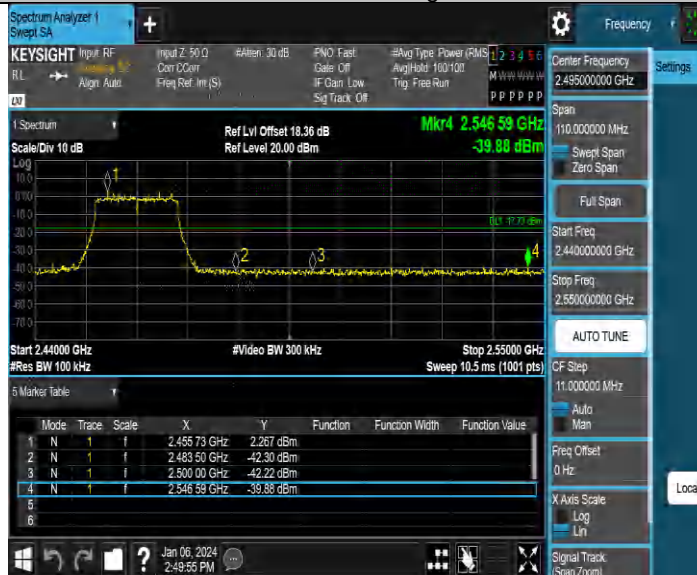 Spectrum Analyzer 1
Swept SA
+
Frequency
KEYSIGHT Input: RF
RL
Align: Auto
Input Z: 50 Ω
Corr CCorr
Freq Ref: Int (S)
#Atten: 30 dB
PNO: Fast
Gate: Off
IF Gain: Low
Sig Track: Off
#Avg Type: Power (RMS)
Avg|Hold: 100/100
Trig: Free Run
1 2 3 4 5 6
M W W W W W
P P P P P P
LXI
1 Spectrum
Scale/Div 10 dB
Ref Lvl Offset 18.36 dB
Ref Level 20.00 dBm
Mkr4 2.546 59 GHz
-39.88 dBm
Log
10.0
0.00
-10.0
-20.0
-30.0
-40.0
-50.0
-60.0
-70.0
1
2
3
4
DL1 -17.73 dBm
Start 2.44000 GHz
#Res BW 100 kHz
#Video BW 300 kHz
Stop 2.55000 GHz
Sweep 10.5 ms (1001 pts)
5 Marker Table
Mode Trace Scale X Y Function Function Width Function Value
1 N 1 f 2.455 73 GHz 2.267 dBm
2 N 1 f 2.483 50 GHz -42.30 dBm
3 N 1 f 2.500 00 GHz -42.22 dBm
4 N 1 f 2.546 59 GHz -39.88 dBm
5
6
Jan 06, 2024
2:49:55 PM
?
Center Frequency
2.495000000 GHz
Settings
Span
110.000000 MHz
Swept Span
Zero Span
Full Span
Start Freq
2.440000000 GHz
Stop Freq
2.550000000 GHz
AUTO TUNE
CF Step
11.000000 MHz
Auto
Man
Freq Offset
0 Hz
X Axis Scale
Log
Lin
Signal Track
(Span Zoom)
Loca